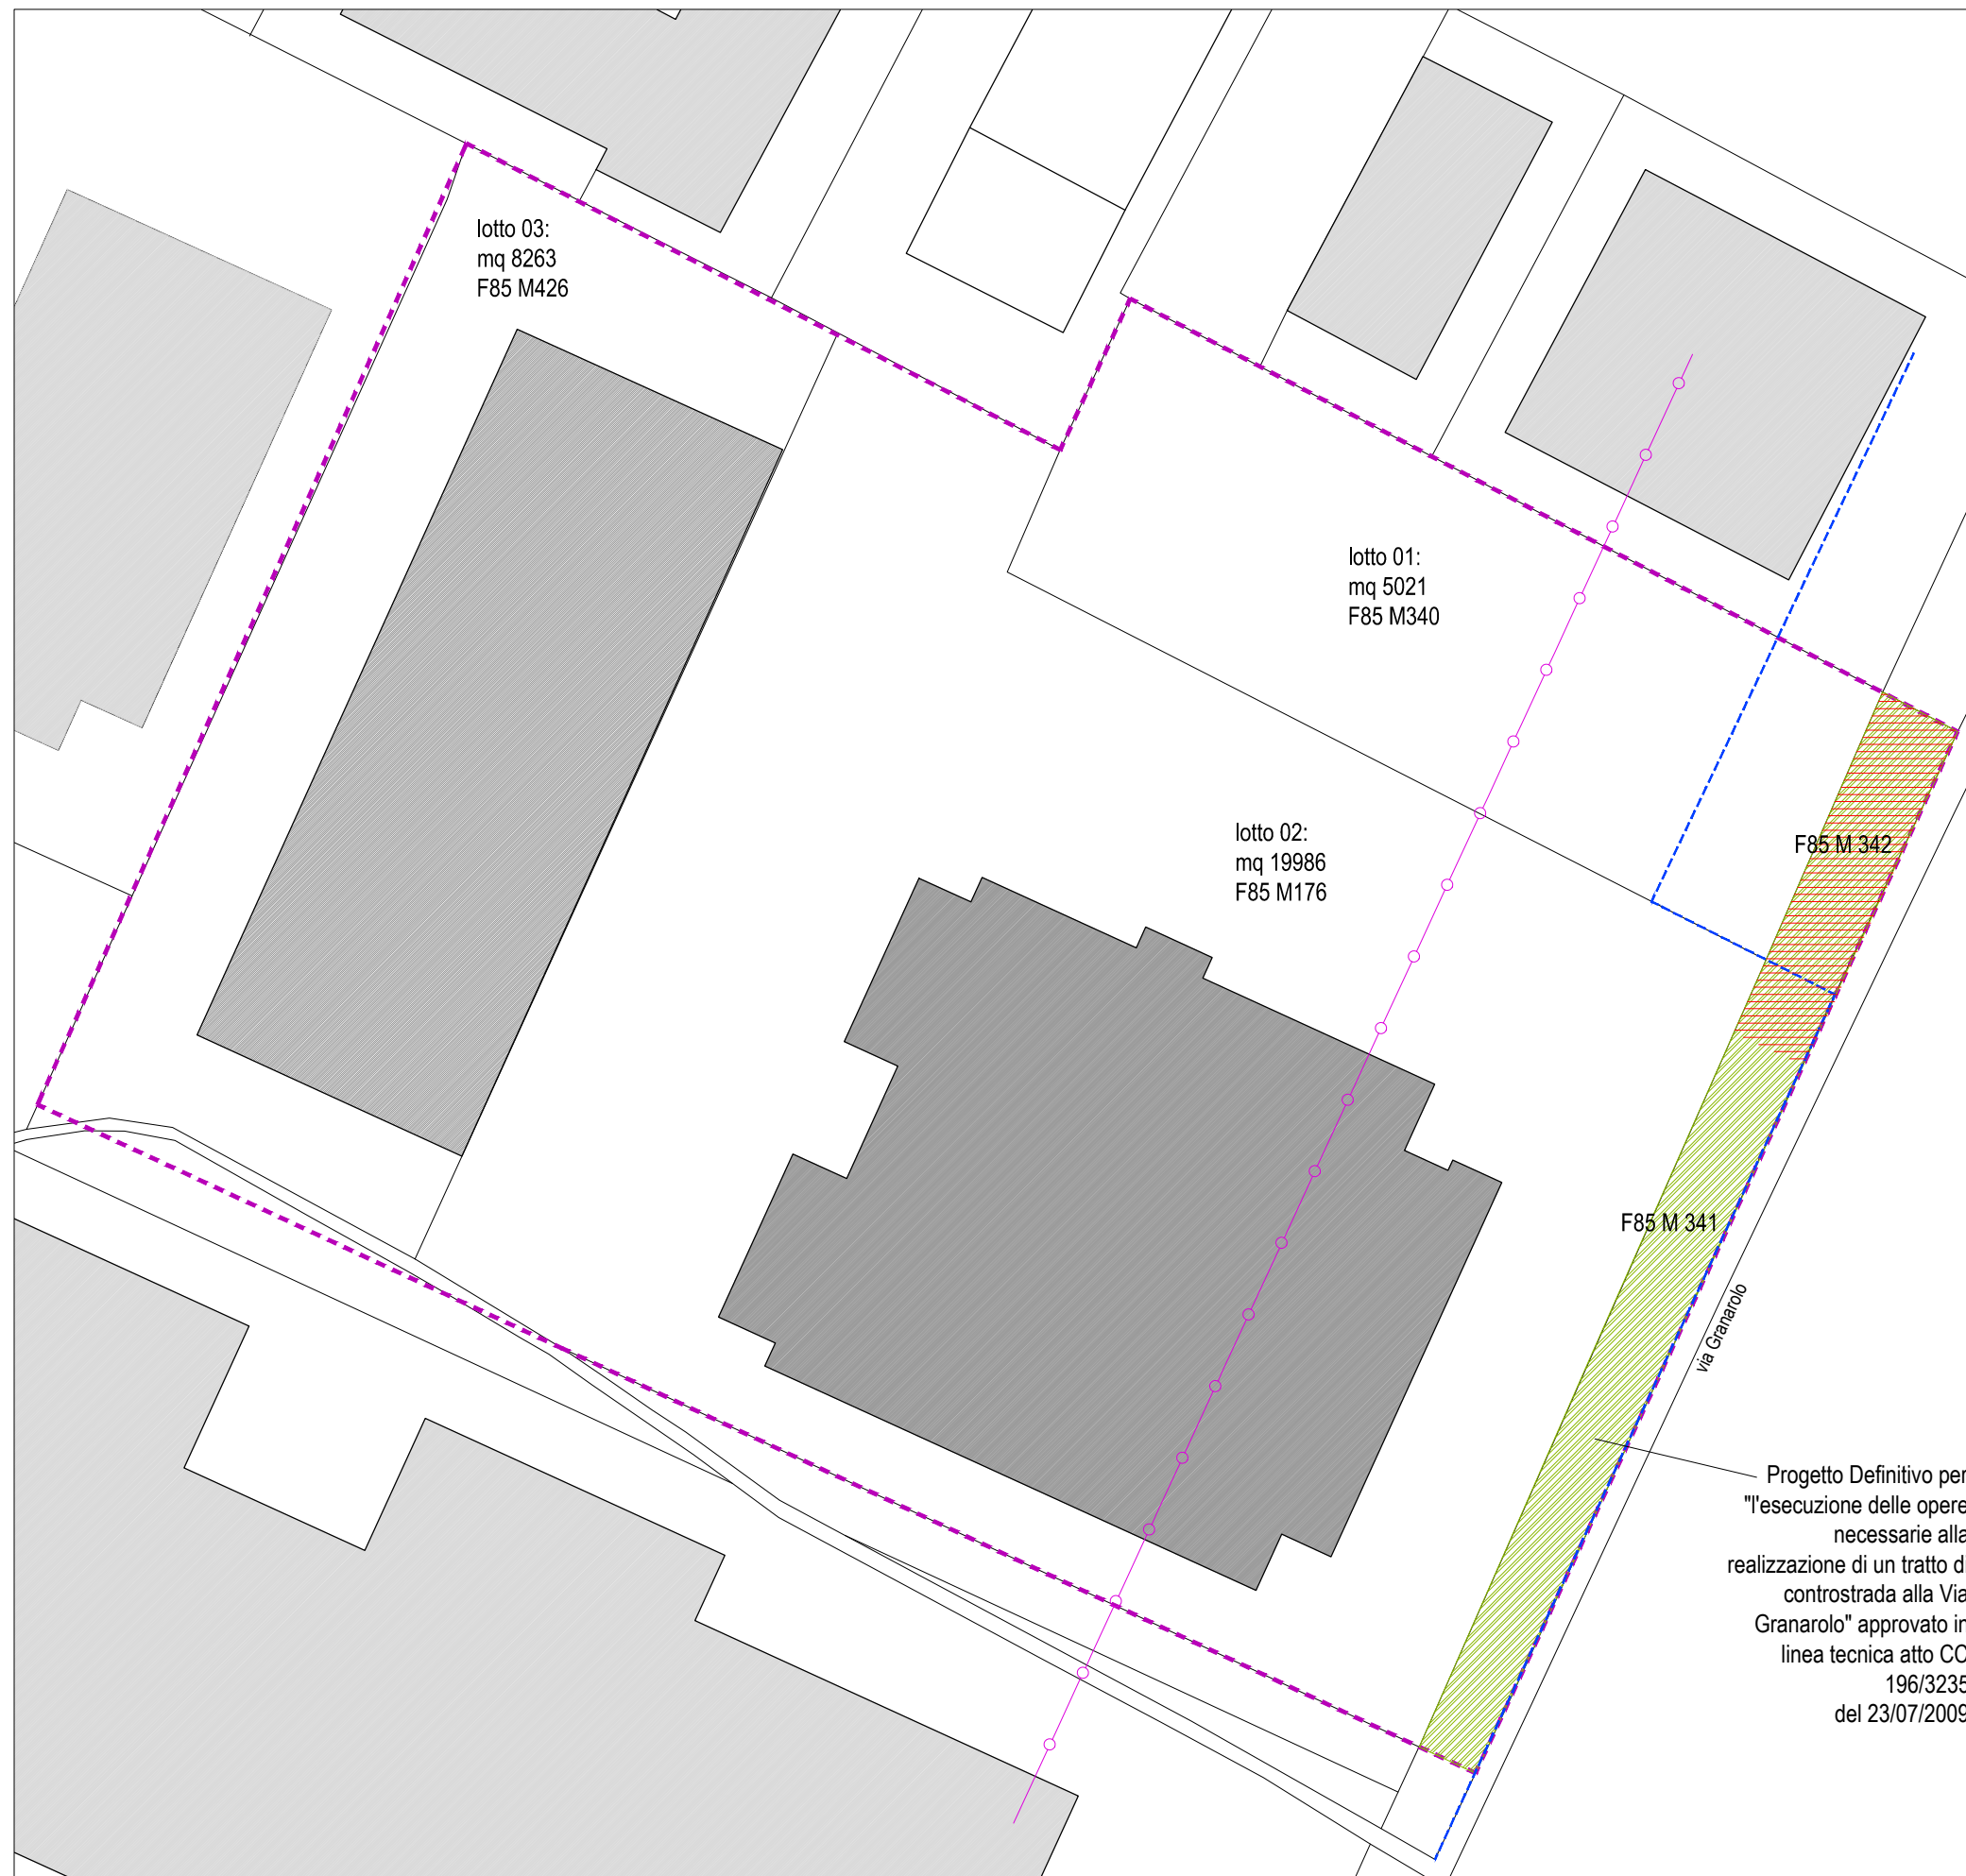 lotto 03:
mq 8263
F85 M426
lotto 01:
mq 5021
F85 M340
lotto 02:
mq 19986
F85 M176
F85 M 342
F85 M 341
via Granarolo
Progetto Definitivo per
"l'esecuzione delle opere
necessarie alla
realizzazione di un tratto di
controstrada alla Via
Granarolo" approvato in
linea tecnica atto CC
196/3235
del 23/07/2009